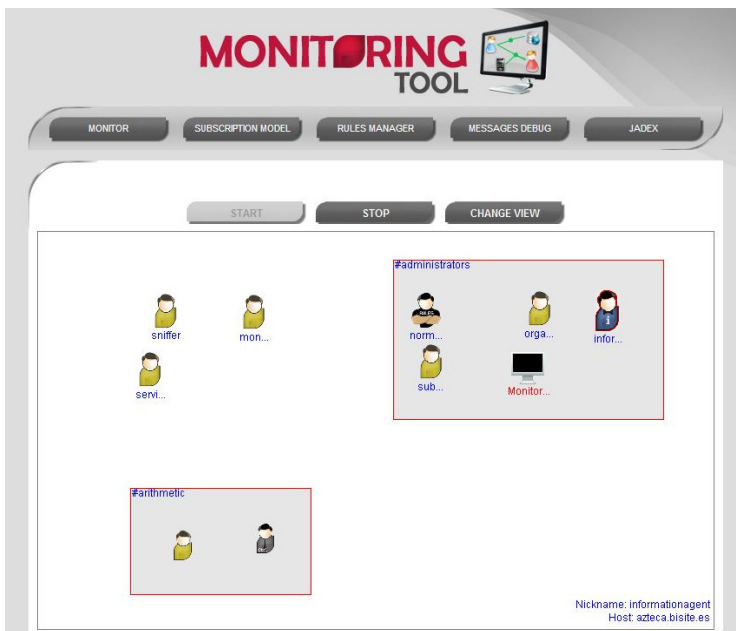 MONITORING
TOOL
MONITOR
SUBSCRIPTION MODEL
RULES MANAGER
MESSAGES DEBUG
JADEX
START
STOP
CHANGE VIEW
#administrators
sniffer
mon...
RULES
norm...
orga...
infor...
servi...
sub...
Monitor...
#arithmetic
Nickname: informationagent
Host: azteca.bisite.es